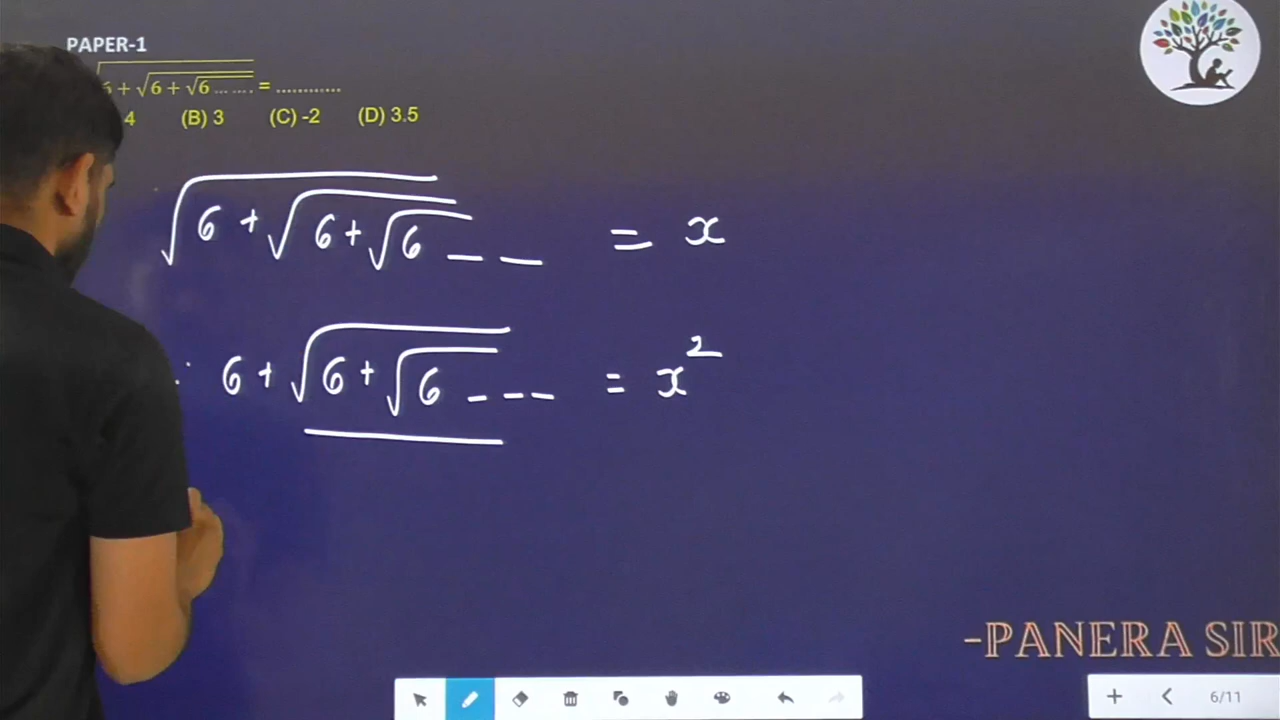 PAPER-1
6 + √6 + √6 ... .... = ............
4 (B) 3 (C) -2 (D) 3.5
√6 + √6 + √6 _ _ = x
6 + √6 + √6 _ _ _ = x²
-PANERA SIR
6/11